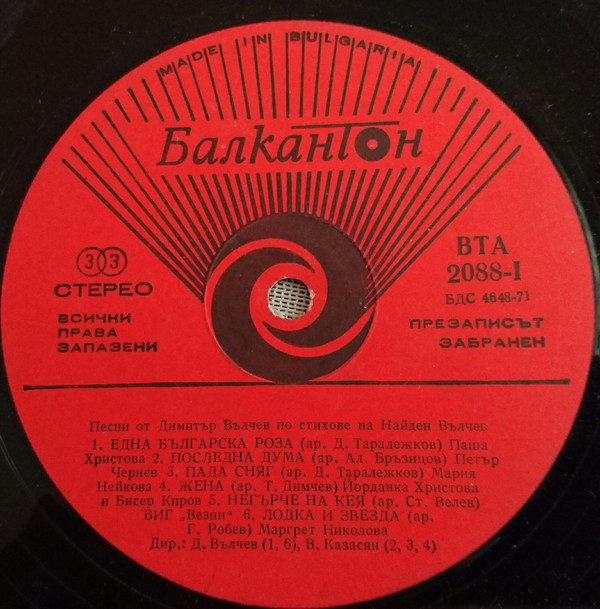 MADE IN BULGARIA
Балкантон
33
СТЕРЕО
ВСИЧКИ
ПРАВА
ЗАПАЗЕНИ
ВТА
2088-I
БДС 4648-71
ПРЕЗАПИСЪТ
ЗАБРАНЕН
Песни от Димитър Вълчев по стихове на Найден Вълчев
1. ЕДНА БЪЛГАРСКА РОЗА (ар. Д. Таралежков) Паша
Христова 2. ПОСЛЕДНА ДУМА (ар. Ал. Бръзицов) Петър
Чернев 3. ПАДА СНЯГ (ар. Д. Таралежков) Мария
Нейкова 4. ЖЕНА (ар. Т. Димчев) Йорданка Христова
и Бисер Киров 5. НЕГЪРЧЕ НА КЕЯ (ар. Ст. Велев)
БИГ „Везни" 6. ЛОДКА И ЗВЕЗДА (ар.
Г. Робев) Маргрет Николова
Дир.: Д. Вълчев (1, 6), В. Казасян (2, 3, 4)